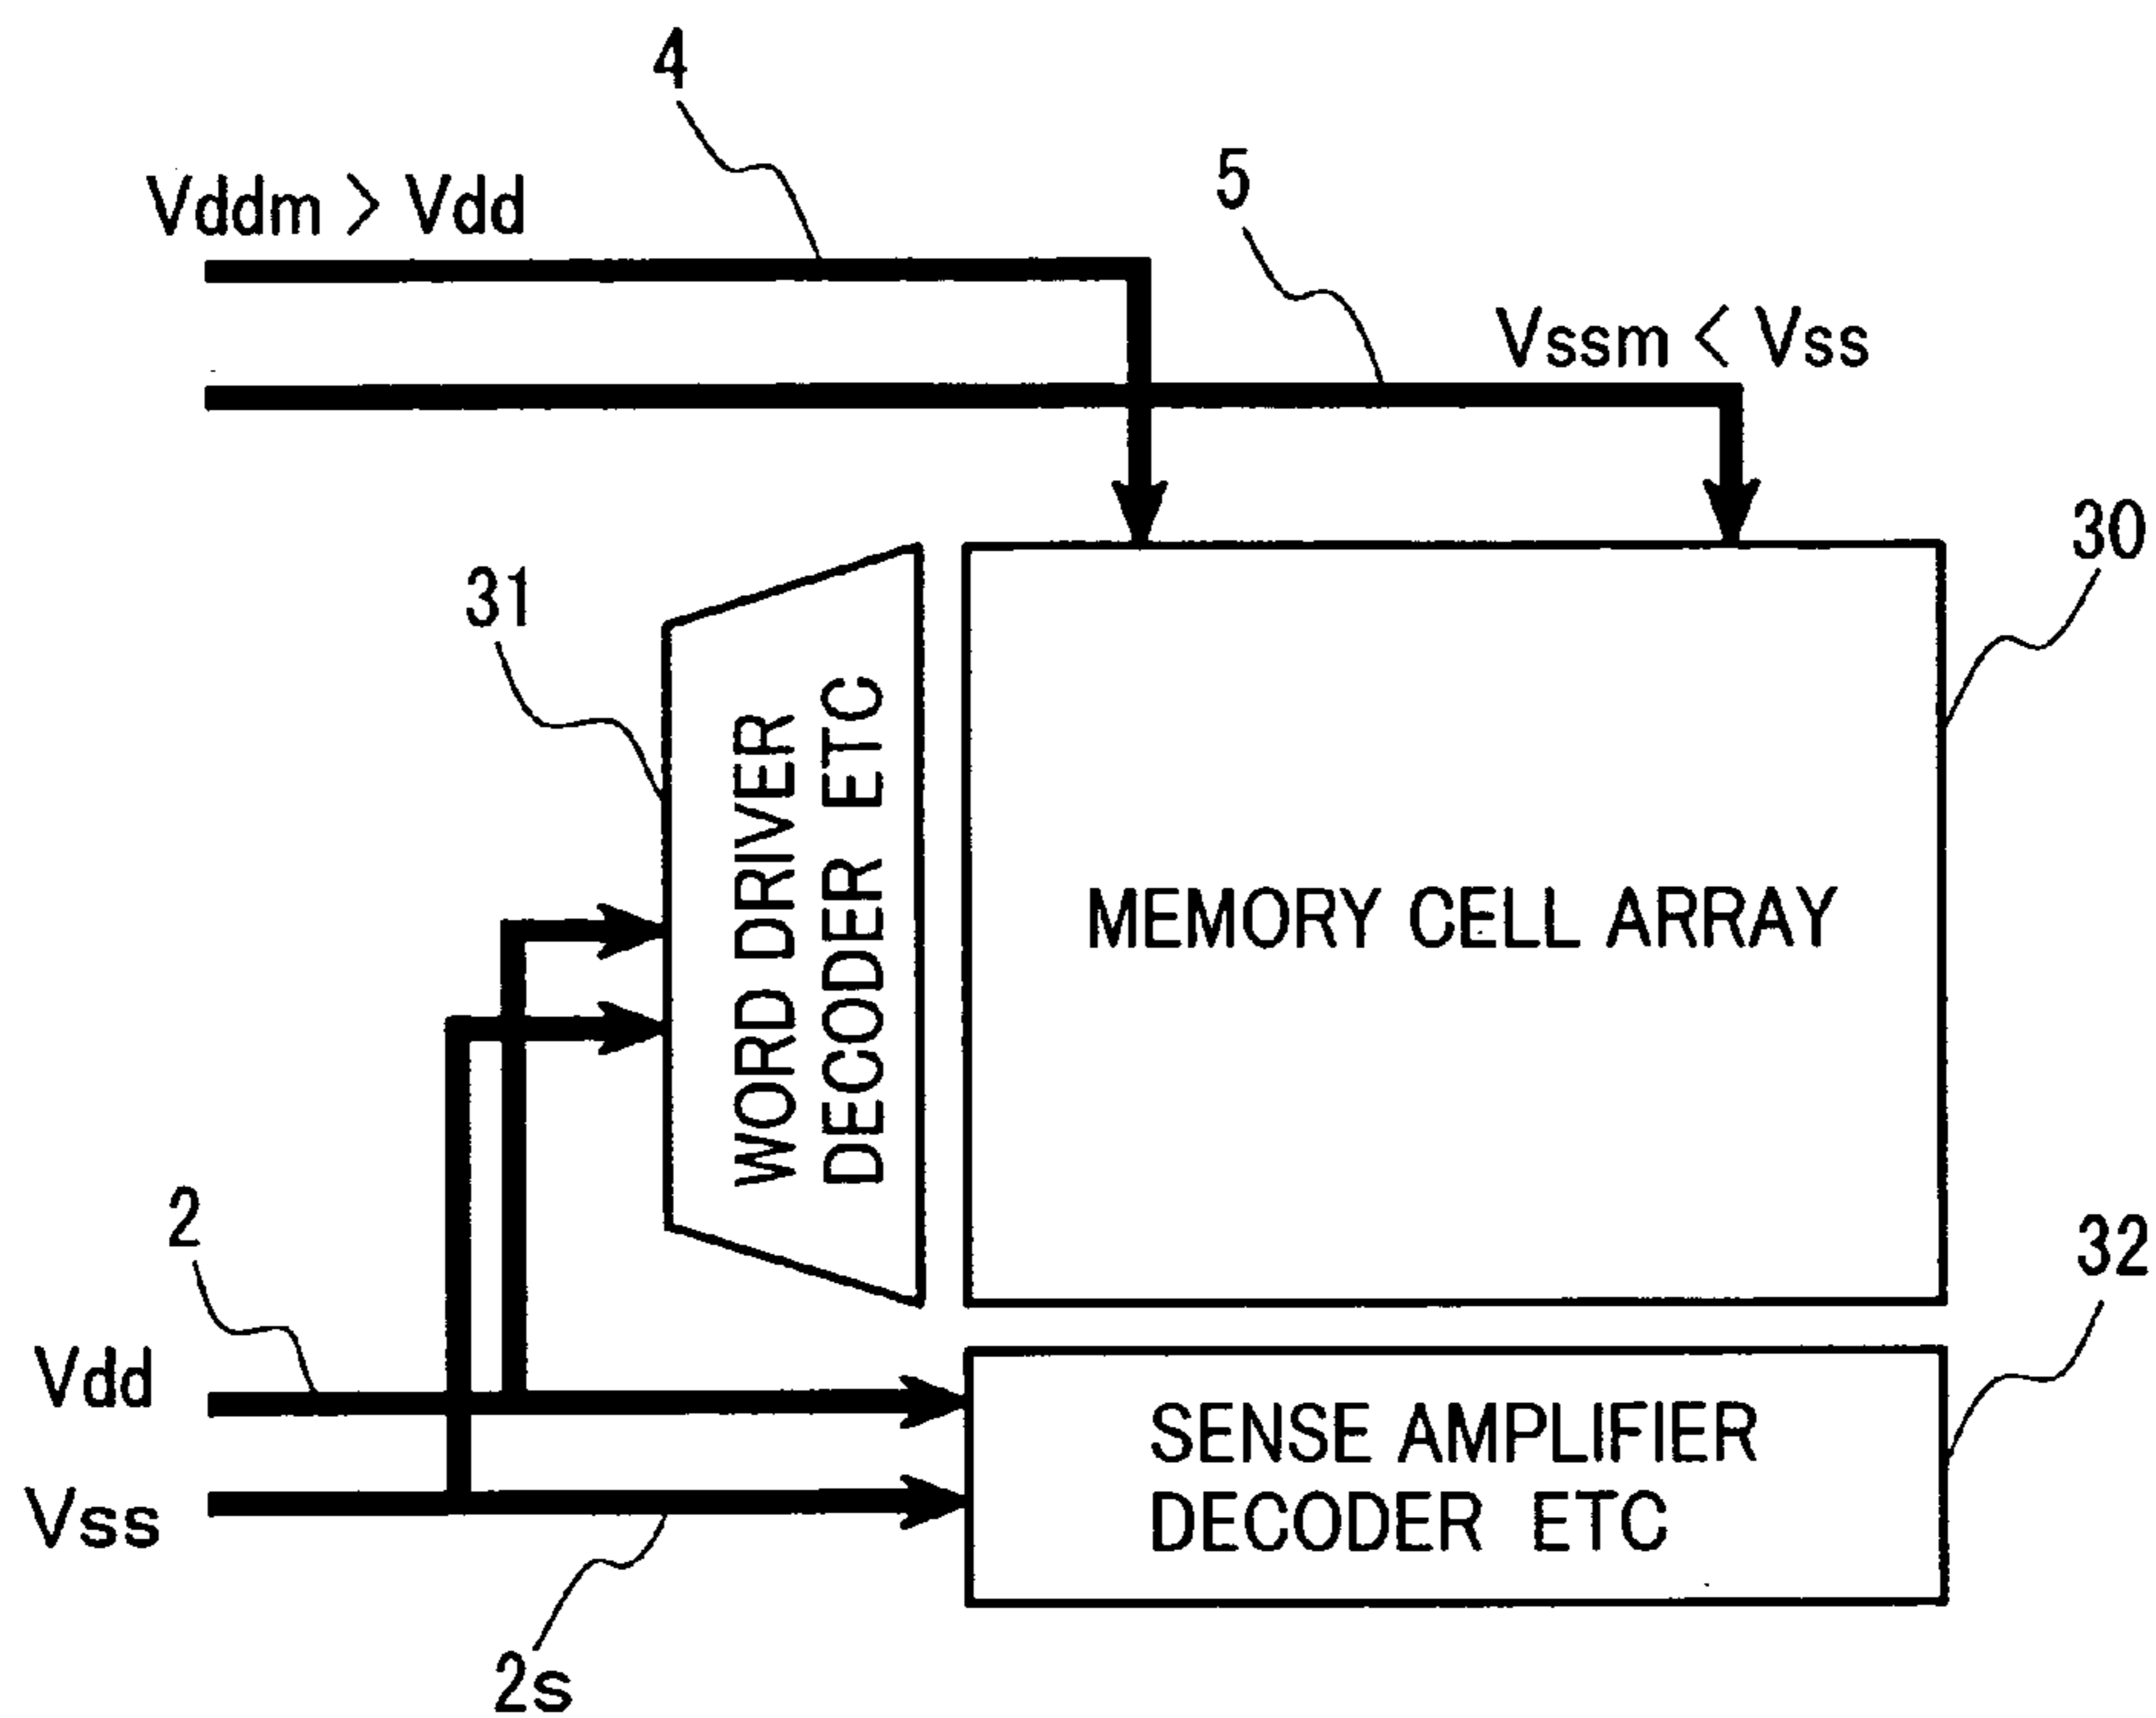 4
Vddm > Vdd
5
Vssm < Vss
30
31
WORD DRIVER
DECODER ETC
MEMORY CELL ARRAY
2
32
Vdd
SENSE AMPLIFIER
DECODER ETC
Vss
2s